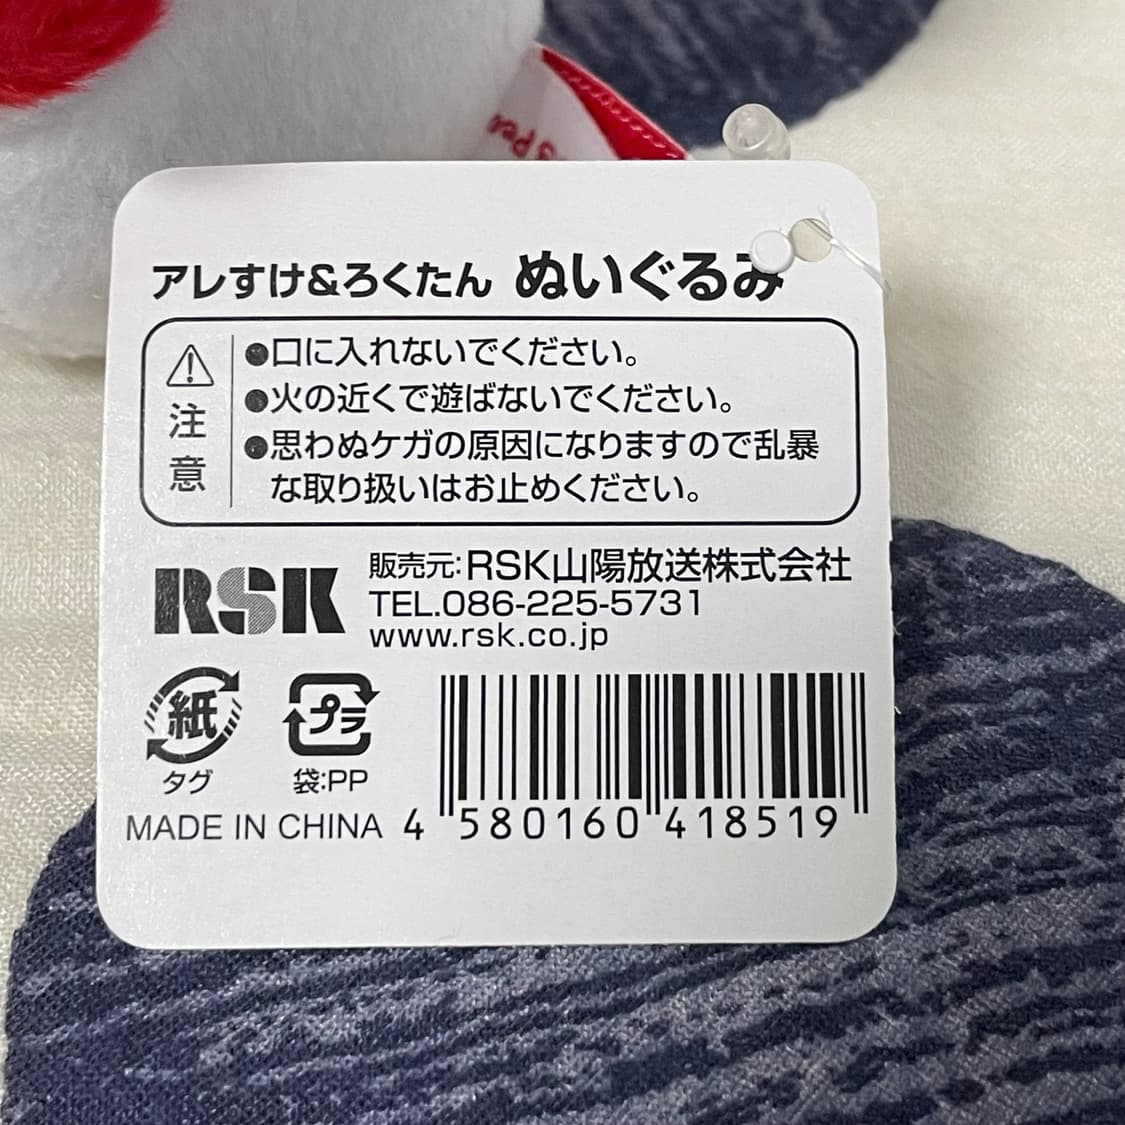 アレすけ&ろくたん ぬいぐるみ
注意
●口に入れないでください。
●火の近くで遊ばないでください。
●思わぬケガの原因になりますので乱暴
な取り扱いはお止めください。
RSK
販売元:RSK山陽放送株式会社
TEL.086-225-5731
www.rsk.co.jp
紙
タグ
プラ
袋:PP
MADE IN CHINA
4 580160 418519